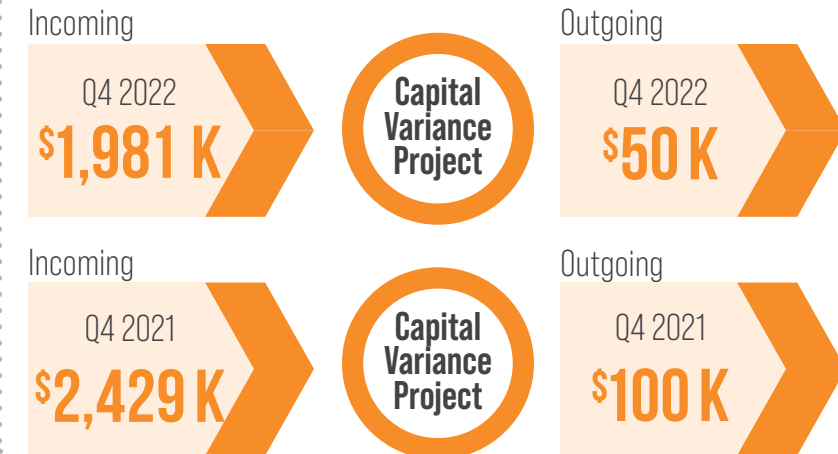 Incoming
Q4 2022
$1,981 K
Capital
Variance
Project
Outgoing
Q4 2022
$50 K
Incoming
Q4 2021
$2,429 K
Capital
Variance
Project
Outgoing
Q4 2021
$100 K